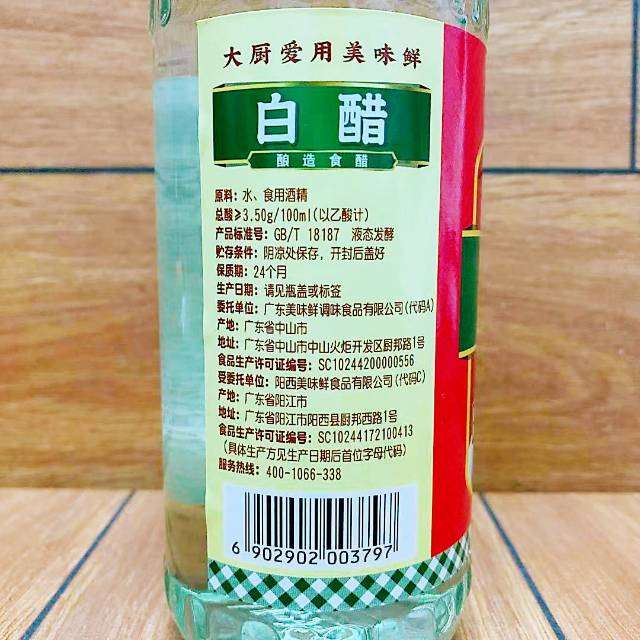 大厨爱用美味鲜
白醋
酿造食醋
原料：水、食用酒精
总酸≥3.50g/100ml(以乙酸计)
产品标准号：GB/T 18187 液态发酵
贮存条件：阴凉处保存，开封后盖好
保质期：24个月
生产日期：请见瓶盖或标签
委托单位：广东美味鲜调味食品有限公司(代码A)
产地：广东省中山市
地址：广东省中山市中山火炬开发区厨邦路1号
食品生产许可证编号：SC10244200000556
受委托单位：阳西美味鲜食品有限公司(代码C)
产地：广东省阳江市
地址：广东省阳江市阳西县厨邦西路1号
食品生产许可证编号：SC10244172100413
(具体生产方见生产日期后首位字母代码)
服务热线：400-1066-338
6 902902 003797